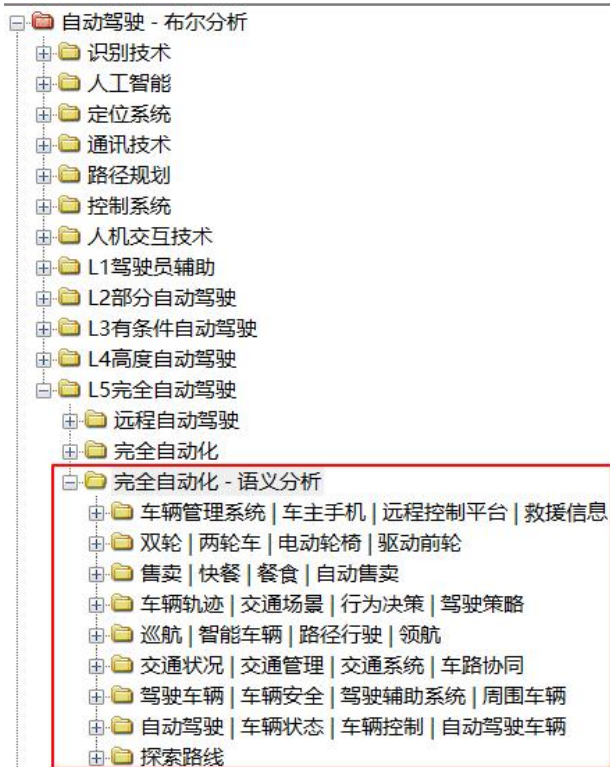 自动驾驶 - 布尔分析
识别技术
人工智能
定位系统
通讯技术
路径规划
控制系统
人机交互技术
L1驾驶员辅助
L2部分自动驾驶
L3有条件自动驾驶
L4高度自动驾驶
L5完全自动驾驶
远程自动驾驶
完全自动化
完全自动化 - 语义分析
车辆管理系统 | 车主手机 | 远程控制平台 | 救援信息
双轮 | 两轮车 | 电动轮椅 | 驱动前轮
售卖 | 快餐 | 餐食 | 自动售卖
车辆轨迹 | 交通场景 | 行为决策 | 驾驶策略
巡航 | 智能车辆 | 路径行驶 | 领航
交通状况 | 交通管理 | 交通系统 | 车路协同
驾驶车辆 | 车辆安全 | 驾驶辅助系统 | 周围车辆
自动驾驶 | 车辆状态 | 车辆控制 | 自动驾驶车辆
探索路线